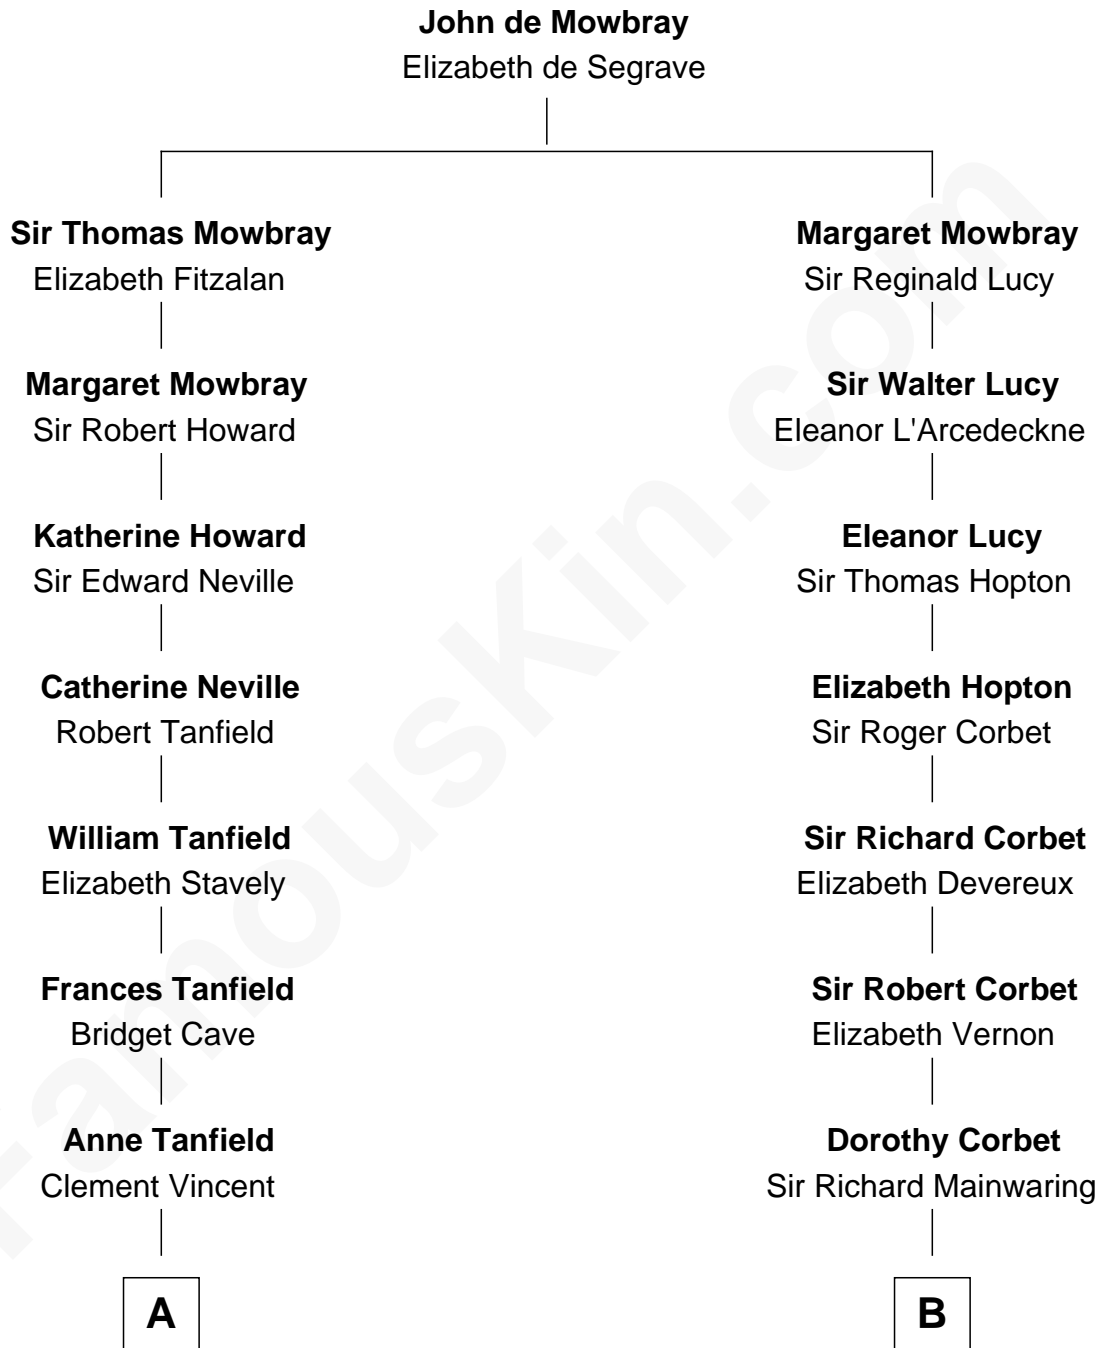 John de Mowbray
Elizabeth de Segrave
Sir Thomas Mowbray
Elizabeth Fitzalan
Margaret Mowbray
Sir Robert Howard
Katherine Howard
Sir Edward Neville
Catherine Neville
Robert Tanfield
William Tanfield
Elizabeth Stavely
Frances Tanfield
Bridget Cave
Anne Tanfield
Clement Vincent
A
Margaret Mowbray
Sir Reginald Lucy
Sir Walter Lucy
Eleanor L'Arcedeckne
Eleanor Lucy
Sir Thomas Hopton
Elizabeth Hopton
Sir Roger Corbet
Sir Richard Corbet
Elizabeth Devereux
Sir Robert Corbet
Elizabeth Vernon
Dorothy Corbet
Sir Richard Mainwaring
B
FamousKin.com